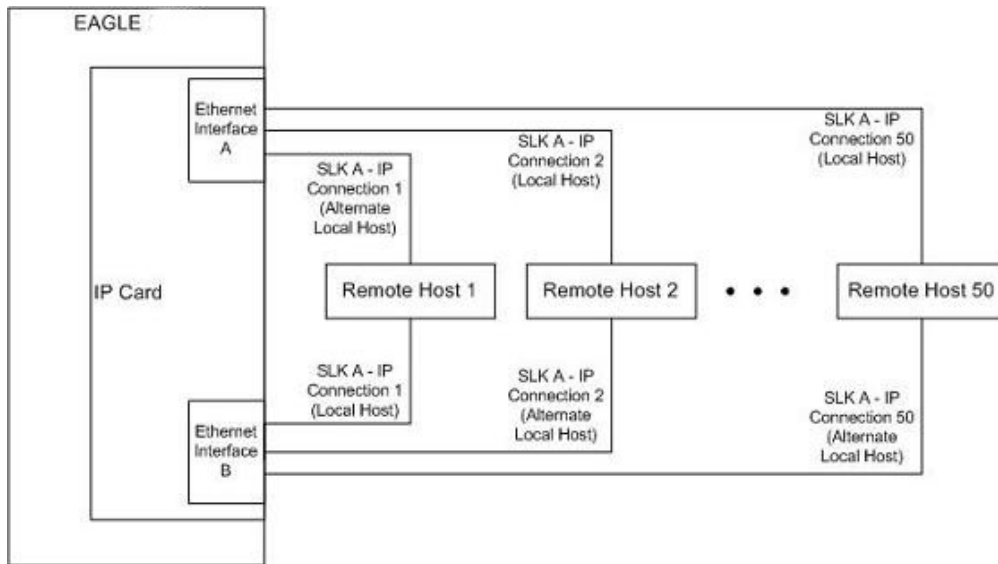 EAGLE
Ethernet
Interface
A
SLK A - IP
Connection 1
(Alternate
Local Host)
SLK A - IP
Connection 2
(Local Host)
SLK A - IP
Connection 50
(Local Host)
IP Card
Remote Host 1
Remote Host 2
• • •
Remote Host 50
SLK A - IP
Connection 1
(Local Host)
SLK A - IP
Connection 2
(Alternate
Local Host)
SLK A - IP
Connection 50
(Alternate
Local Host)
Ethernet
Interface
B